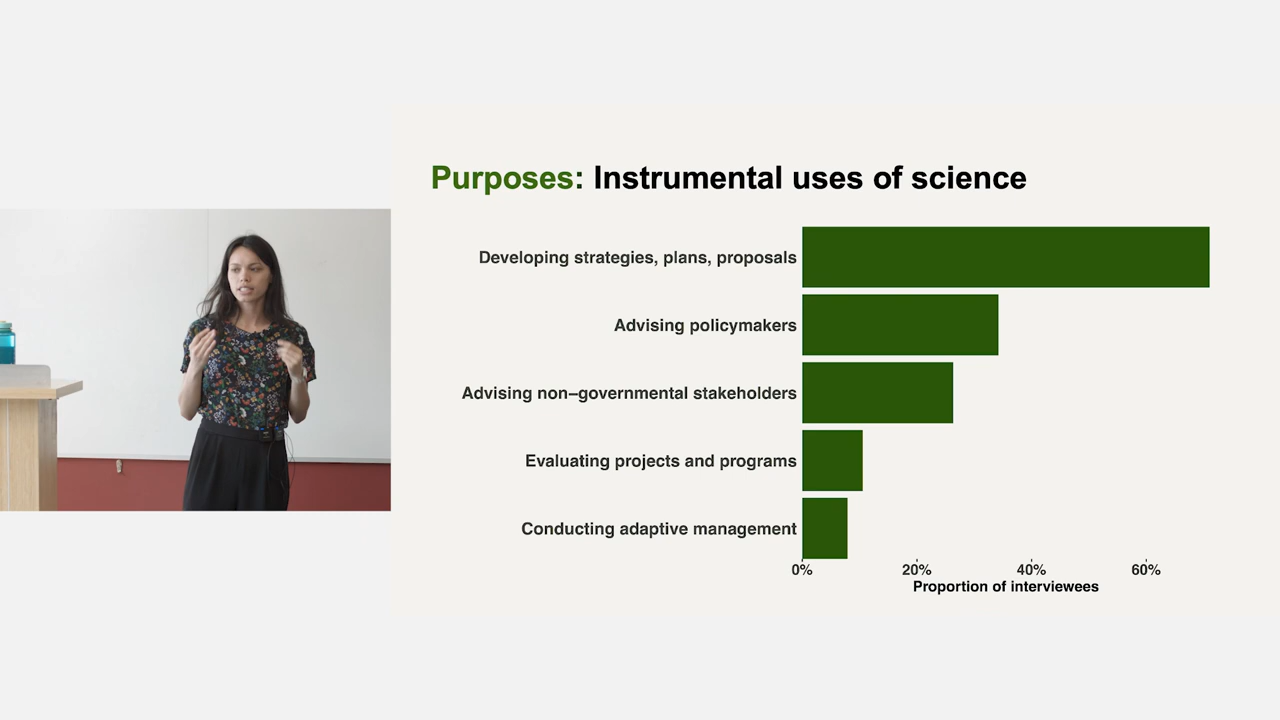 Purposes: Instrumental uses of science
Developing strategies, plans, proposals
Advising policymakers
Advising non–governmental stakeholders
Evaluating projects and programs
Conducting adaptive management
0% 20% 40% 60%
Proportion of interviewees